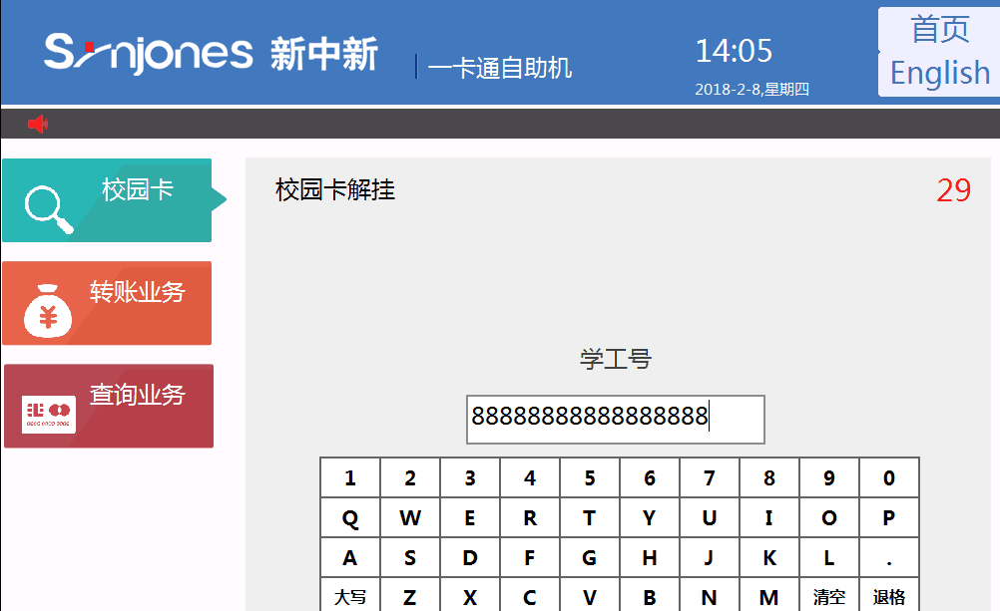 Synjones 新中新
一卡通自助机
14:05
2018-2-8,星期四
首页
English
校园卡
转账业务
查询业务
校园卡解挂
29
学工号
88888888888888888
1 2 3 4 5 6 7 8 9 0
Q W E R T Y U I O P
A S D F G H J K L .
大写 Z X C V B N M 清空 退格